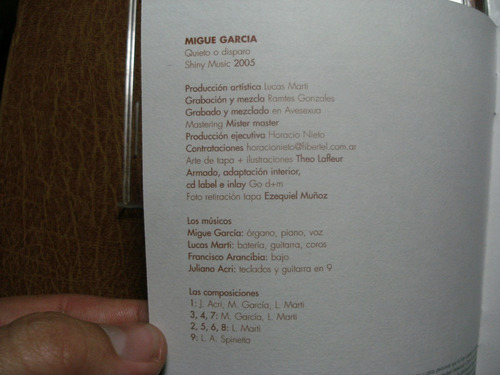 MIGUE GARCIA
Quieto o disparo
Shiny Music 2005
Producción artística Lucas Marti
Grabación y mezcla Ramtes Gonzales
Grabado y mezclado en Avesexua
Mastering Mister master
Producción ejecutiva Horacio Nieto
Contrataciones horacionieto@fibertel.com.ar
Arte de tapa + ilustraciones Theo Lafleur
Armado, adaptación interior,
cd label e inlay Go d+m
Foto retiración tapa Ezequiel Muñoz
Los músicos
Migue García: órgano, piano, voz
Lucas Martí: batería, guitarra, coros
Francisco Arancibia: bajo
Juliano Acri: teclados y guitarra en 9
Las composiciones
1: J. Acri, M. García, L. Marti
3, 4, 7: M. García, L. Marti
2, 5, 6, 8: L. Marti
9: L. A. Spinetta